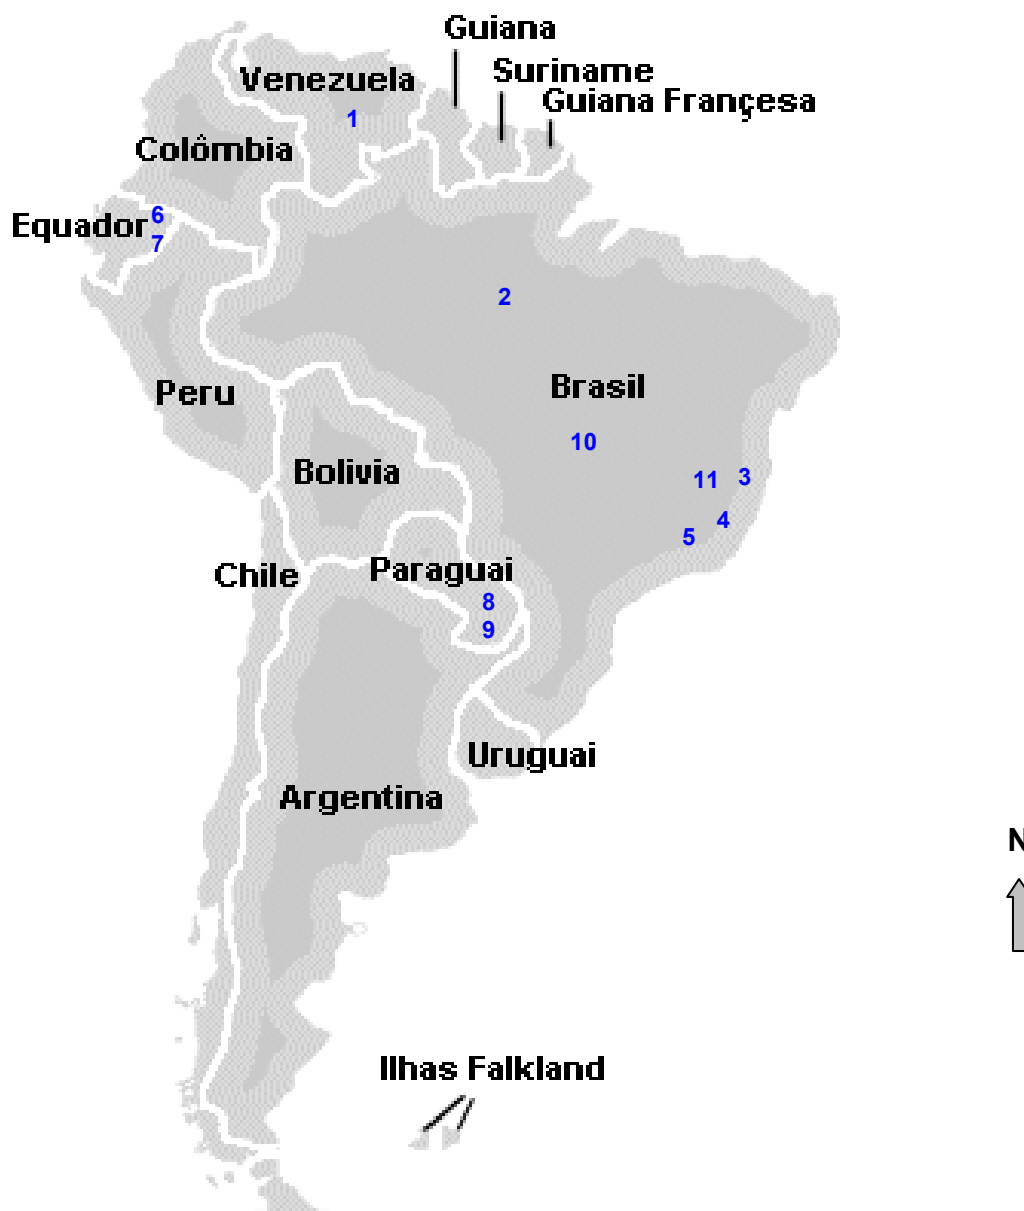 Guiana
Suriname
Venezuela
Guiana Françesa
1
Colômbia
6
Equador
7
2
Brasil
Peru
10
Bolivia
11
3
4
5
Paraguai
Chile
8
9
Uruguai
Argentina
N
Ilhas Falkland